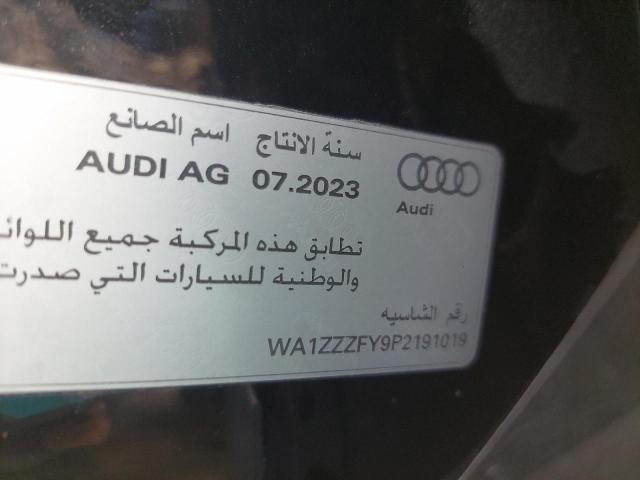 سنة الانتاج اسم الصانع
AUDI AG 07.2023
Audi
تطابق هذه المركبة جميع
والوطنية للسيارات التي صدرت
رقم الشاسيه
WA1ZZZFY9P2191019